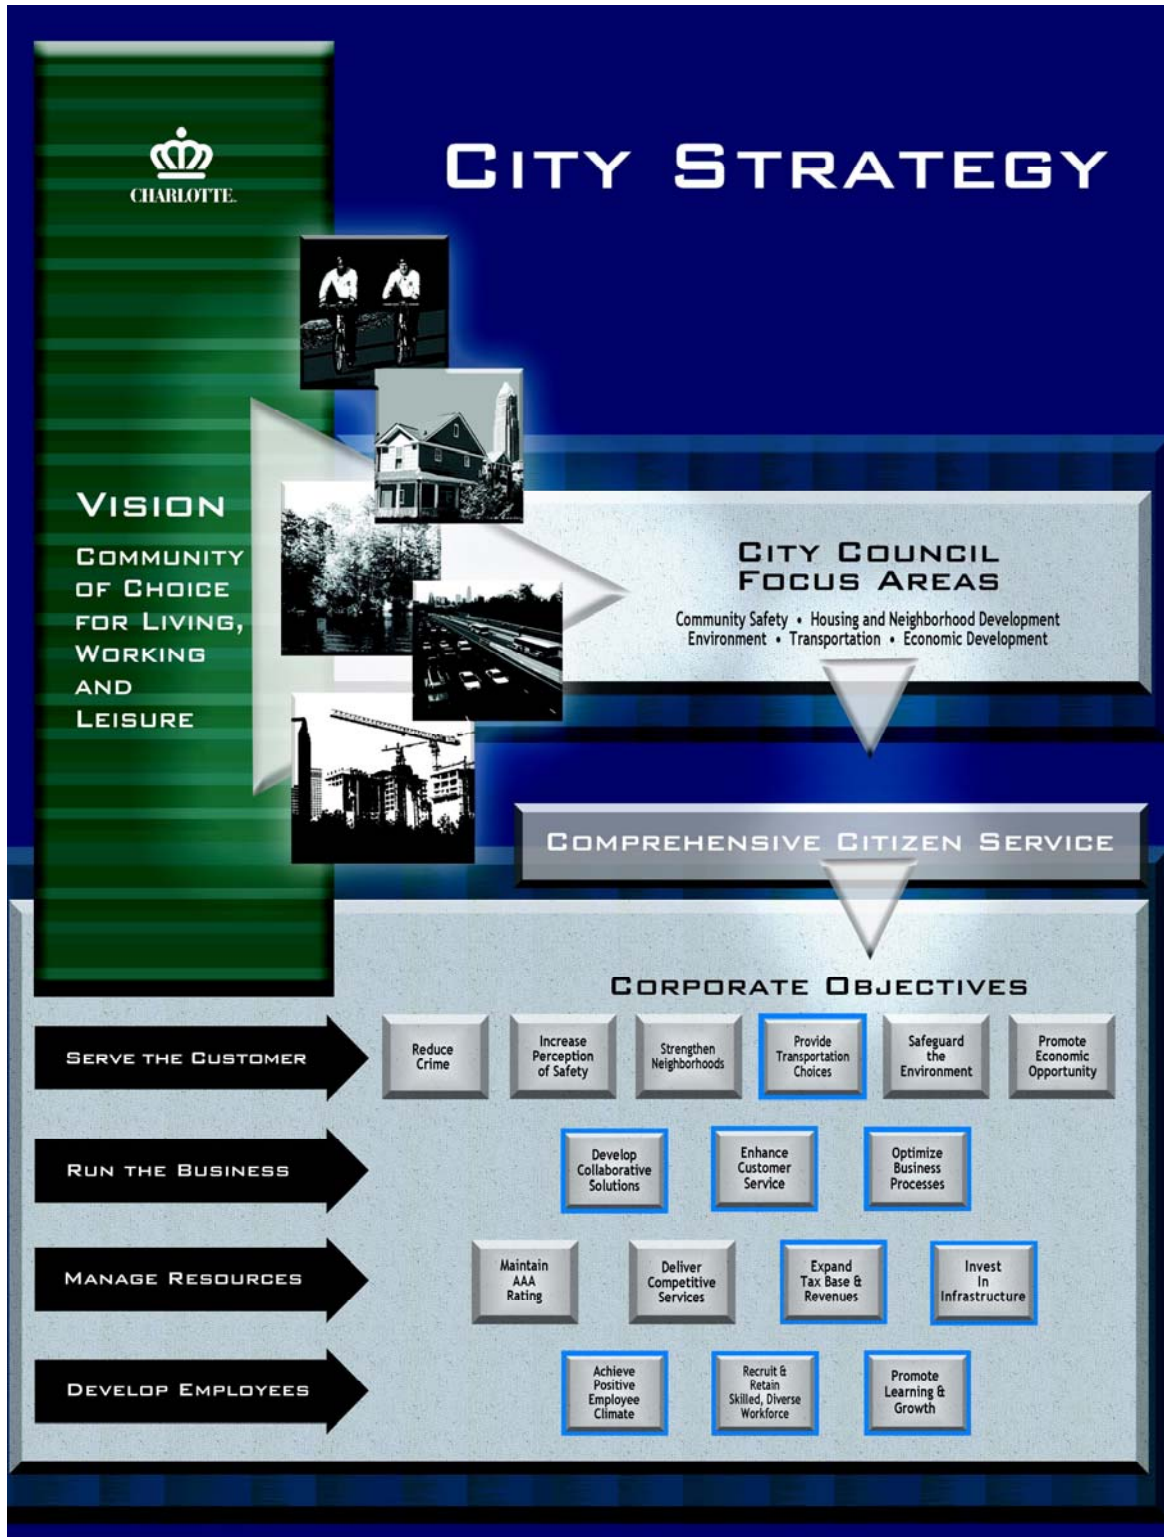 CHARLOTTE.
CITY STRATEGY
VISION
COMMUNITY
OF CHOICE
FOR LIVING,
WORKING
AND
LEISURE
CITY COUNCIL
FOCUS AREAS
Community Safety • Housing and Neighborhood Development
Environment • Transportation • Economic Development
COMPREHENSIVE CITIZEN SERVICE
CORPORATE OBJECTIVES
SERVE THE CUSTOMER
Reduce
Crime
Increase
Perception
of Safety
Strengthen
Neighborhoods
Provide
Transportation
Choices
Safeguard
the
Environment
Promote
Economic
Opportunity
RUN THE BUSINESS
Develop
Collaborative
Solutions
Enhance
Customer
Service
Optimize
Business
Processes
MANAGE RESOURCES
Maintain
AAA
Rating
Deliver
Competitive
Services
Expand
Tax Base &
Revenues
Invest
In
Infrastructure
DEVELOP EMPLOYEES
Achieve
Positive
Employee
Climate
Recruit &
Retain
Skilled, Diverse
Workforce
Promote
Learning &
Growth